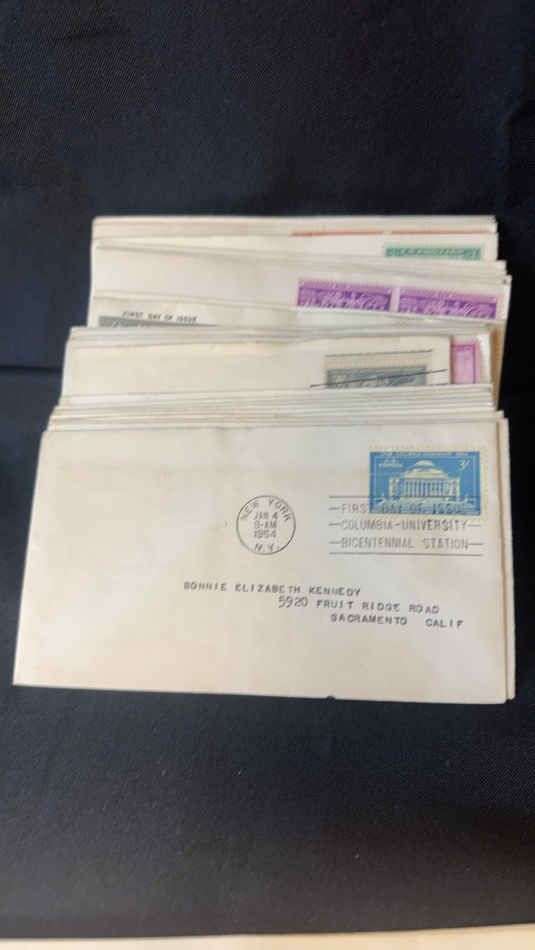 FIRST DAY OF ISSUE
3¢
NEW YORK
JAN 4
9-AM
1954
N.Y.
FIRST DAY OF ISSUE
COLUMBIA-UNIVERSITY
BICENTENNIAL STATION
BONNIE ELIZABETH KENNEDY
5920 FRUIT RIDGE ROAD
SACRAMENTO CALIF